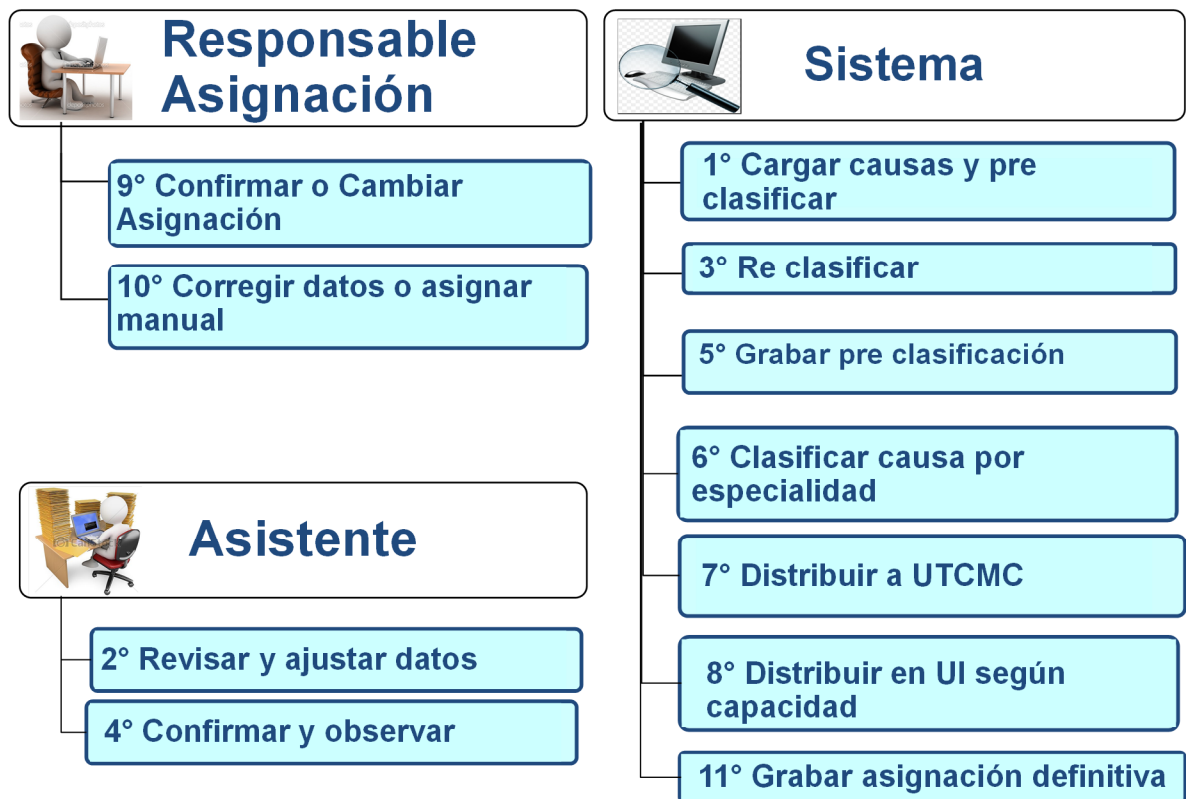 Responsable
Asignación
9° Confirmar o Cambiar
Asignación
10° Corregir datos o asignar
manual
Asistente
2° Revisar y ajustar datos
4° Confirmar y observar
Sistema
1° Cargar causas y pre
clasificar
3° Re clasificar
5° Grabar pre clasificación
6° Clasificar causa por
especialidad
7° Distribuir a UTCMC
8° Distribuir en UI según
capacidad
11° Grabar asignación definitiva